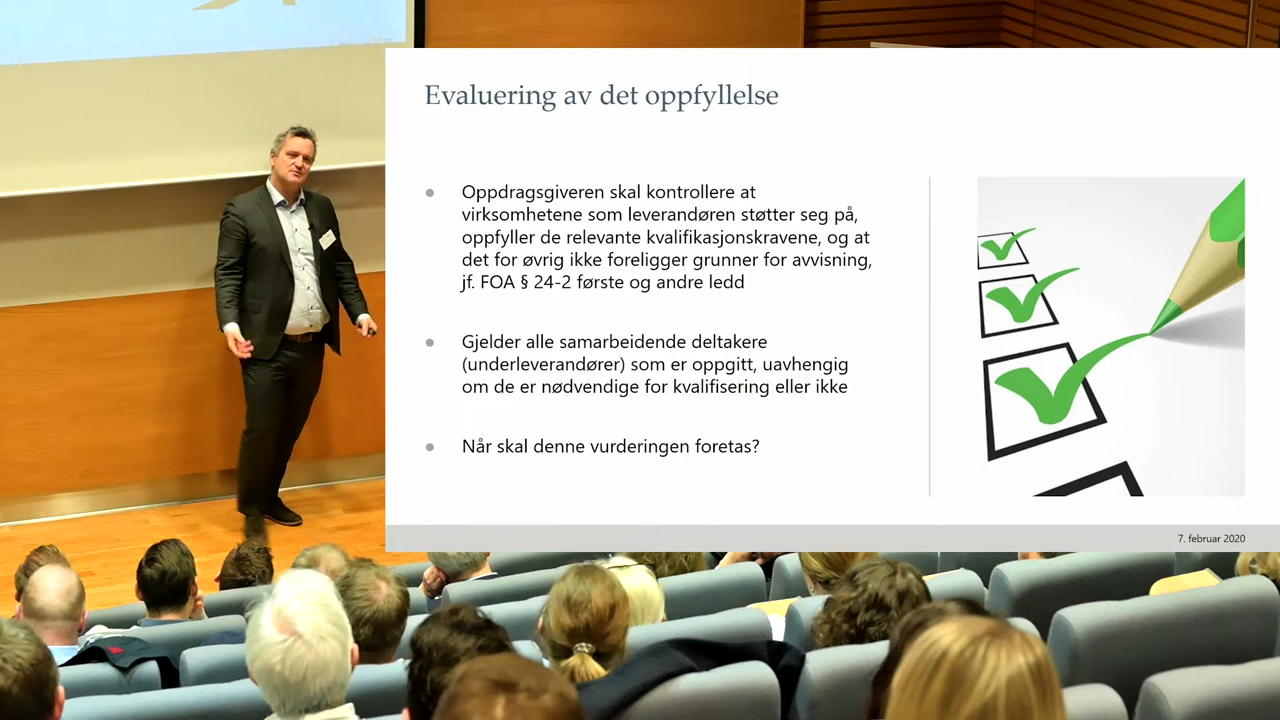 Evaluering av det oppfyllelse
Oppdragsgiveren skal kontrollere at
virksomhetene som leverandøren støtter seg på,
oppfyller de relevante kvalifikasjonskravene, og at
det for øvrig ikke foreligger grunner for avvisning,
jf. FOA § 24-2 første og andre ledd
Gjelder alle samarbeidende deltakere
(underleverandører) som er oppgitt, uavhengig
om de er nødvendige for kvalifisering eller ikke
Når skal denne vurderingen foretas?
7. februar 2020